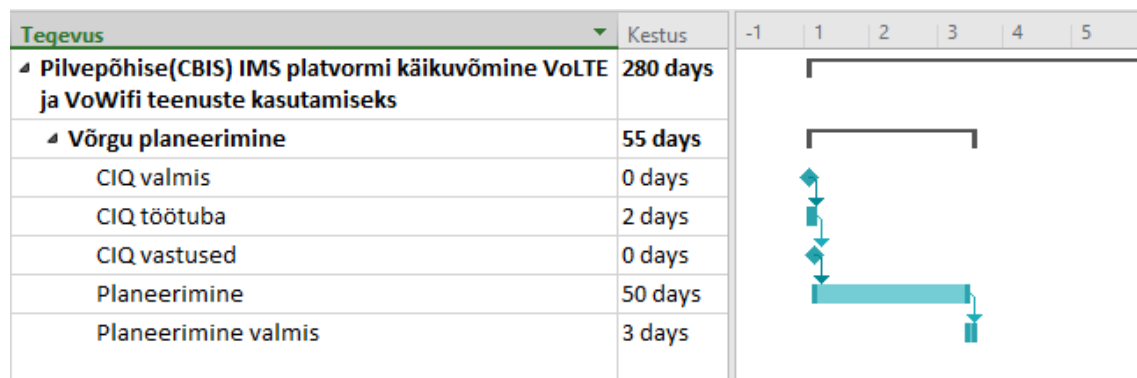 Tegevus Kestus -1 1 2 3 4 5
Pilvepõhise(CBIS) IMS platvormi käikuvõmine VoLTE 280 days
ja VoWifi teenuste kasutamiseks
Võrgu planeerimine 55 days
CIQ valmis 0 days
CIQ töötuba 2 days
CIQ vastused 0 days
Planeerimine 50 days
Planeerimine valmis 3 days